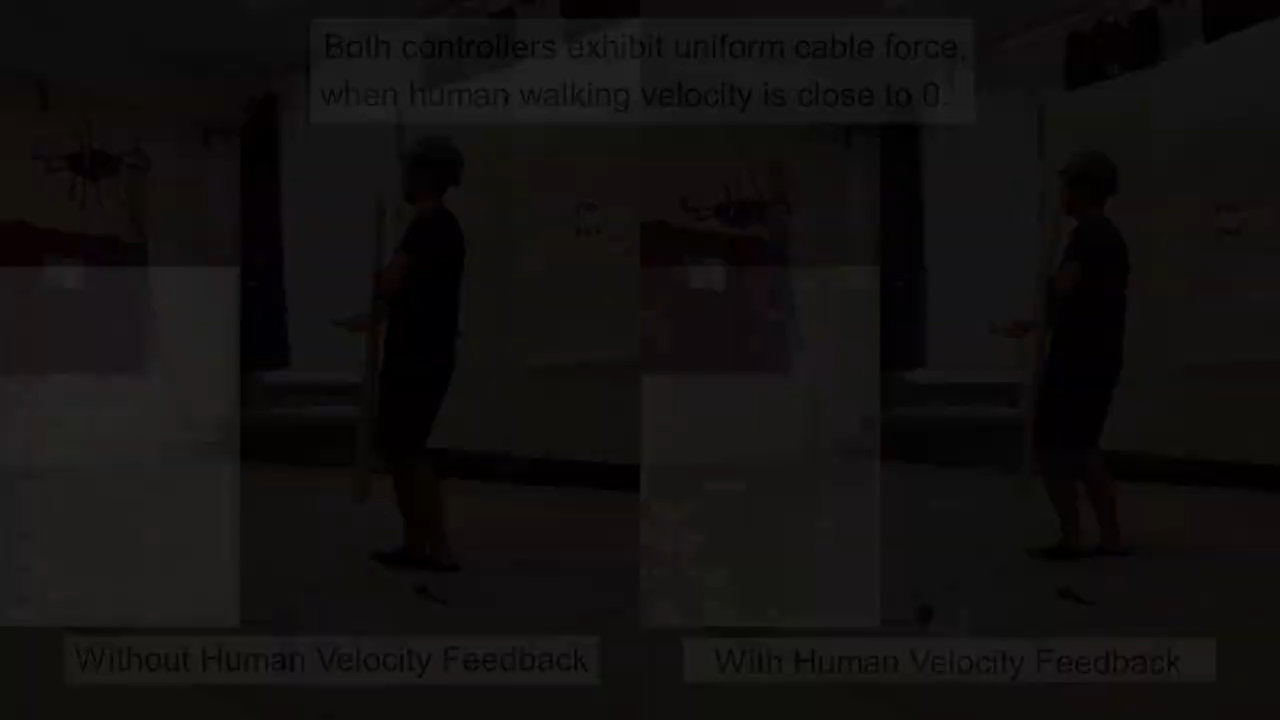 Both controllers exhibit uniform cable force,
when human walking velocity is close to 0.
Without Human Velocity Feedback
With Human Velocity Feedback